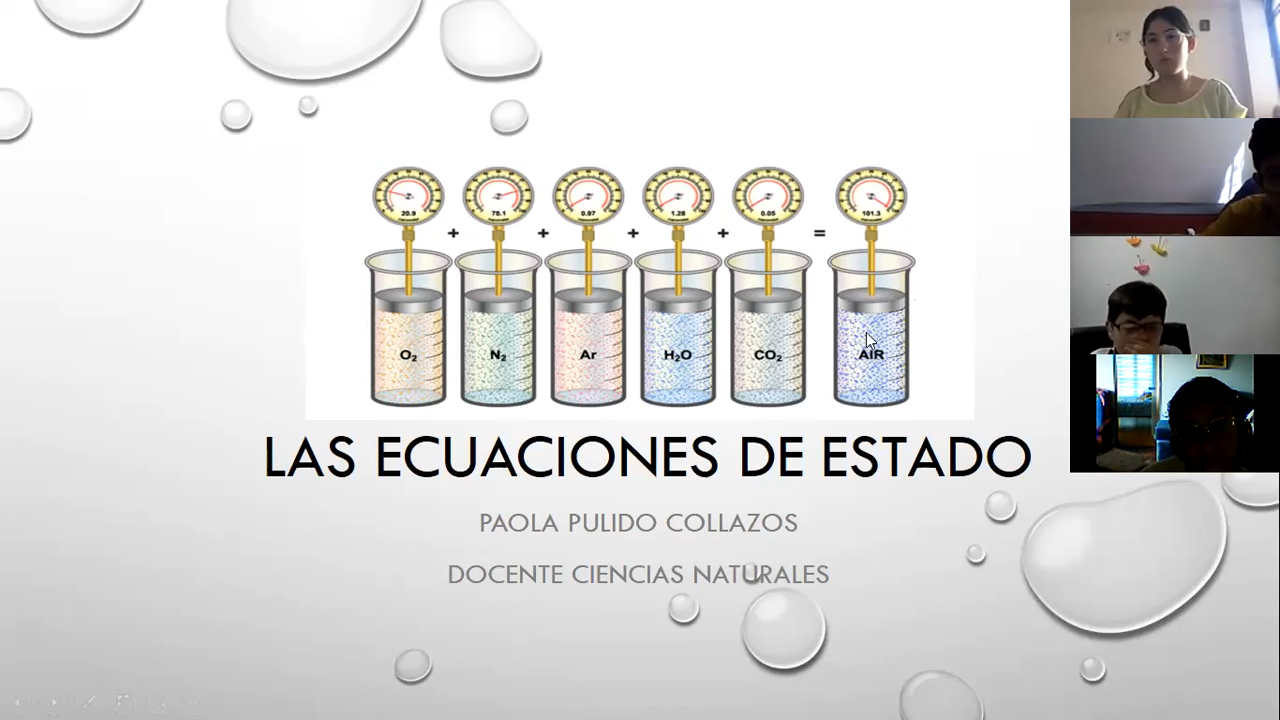 20.9 78.1 0.97 1.28 0.05 101.3
+ + + + =
O₂ N₂ Ar H₂O CO₂ AIR
LAS ECUACIONES DE ESTADO
PAOLA PULIDO COLLAZOS
DOCENTE CIENCIAS NATURALES